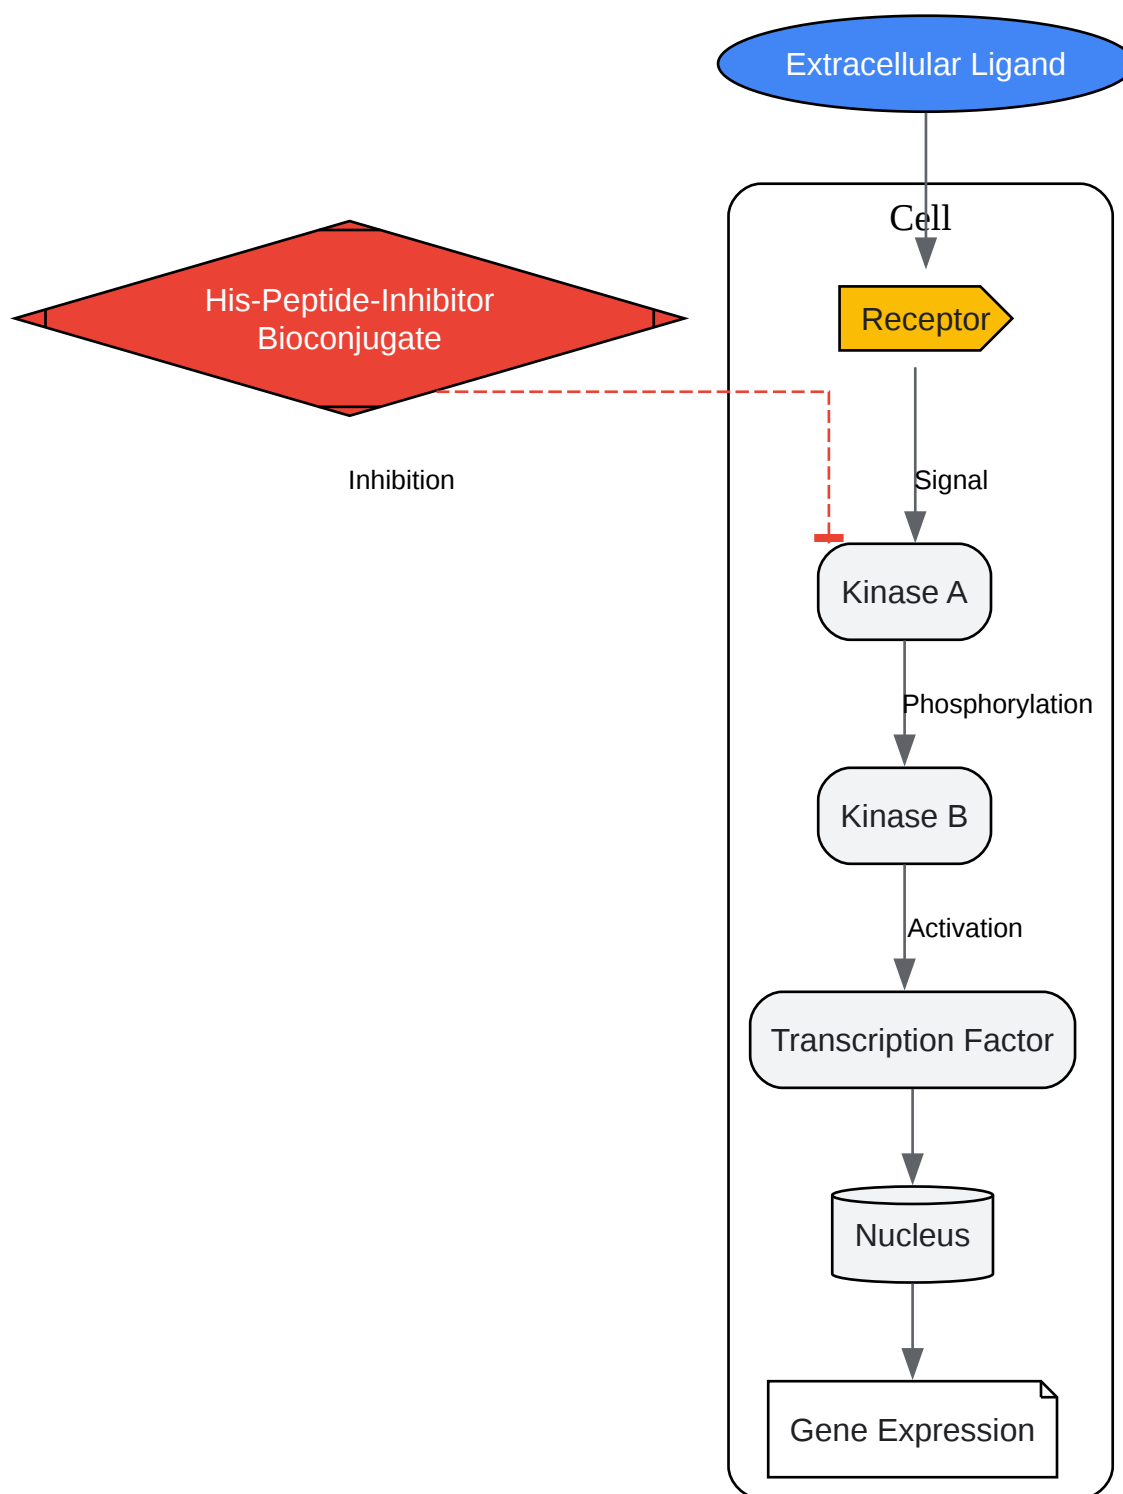 Extracellular Ligand
Cell
His-Peptide-Inhibitor
Bioconjugate
Receptor
Inhibition
Signal
Kinase A
Phosphorylation
Kinase B
Activation
Transcription Factor
Nucleus
Gene Expression